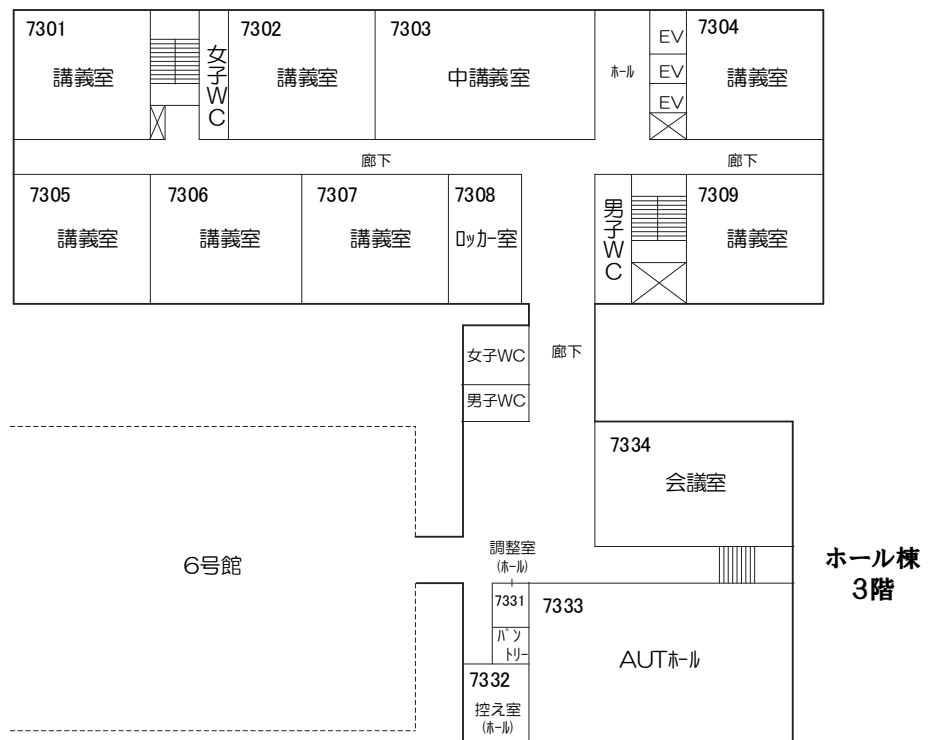 7301
講義室
女子WC
7302
講義室
7303
中講義室
ホール
EV
EV
EV
7304
講義室
廊下
廊下
7305
講義室
7306
講義室
7307
講義室
7308
ロッカー室
男子WC
7309
講義室
女子WC
廊下
男子WC
7334
会議室
6号館
調整室
(ホール)
7331
パン
トリー
7333
AUTホール
7332
控え室
(ホール)
ホール棟
3階